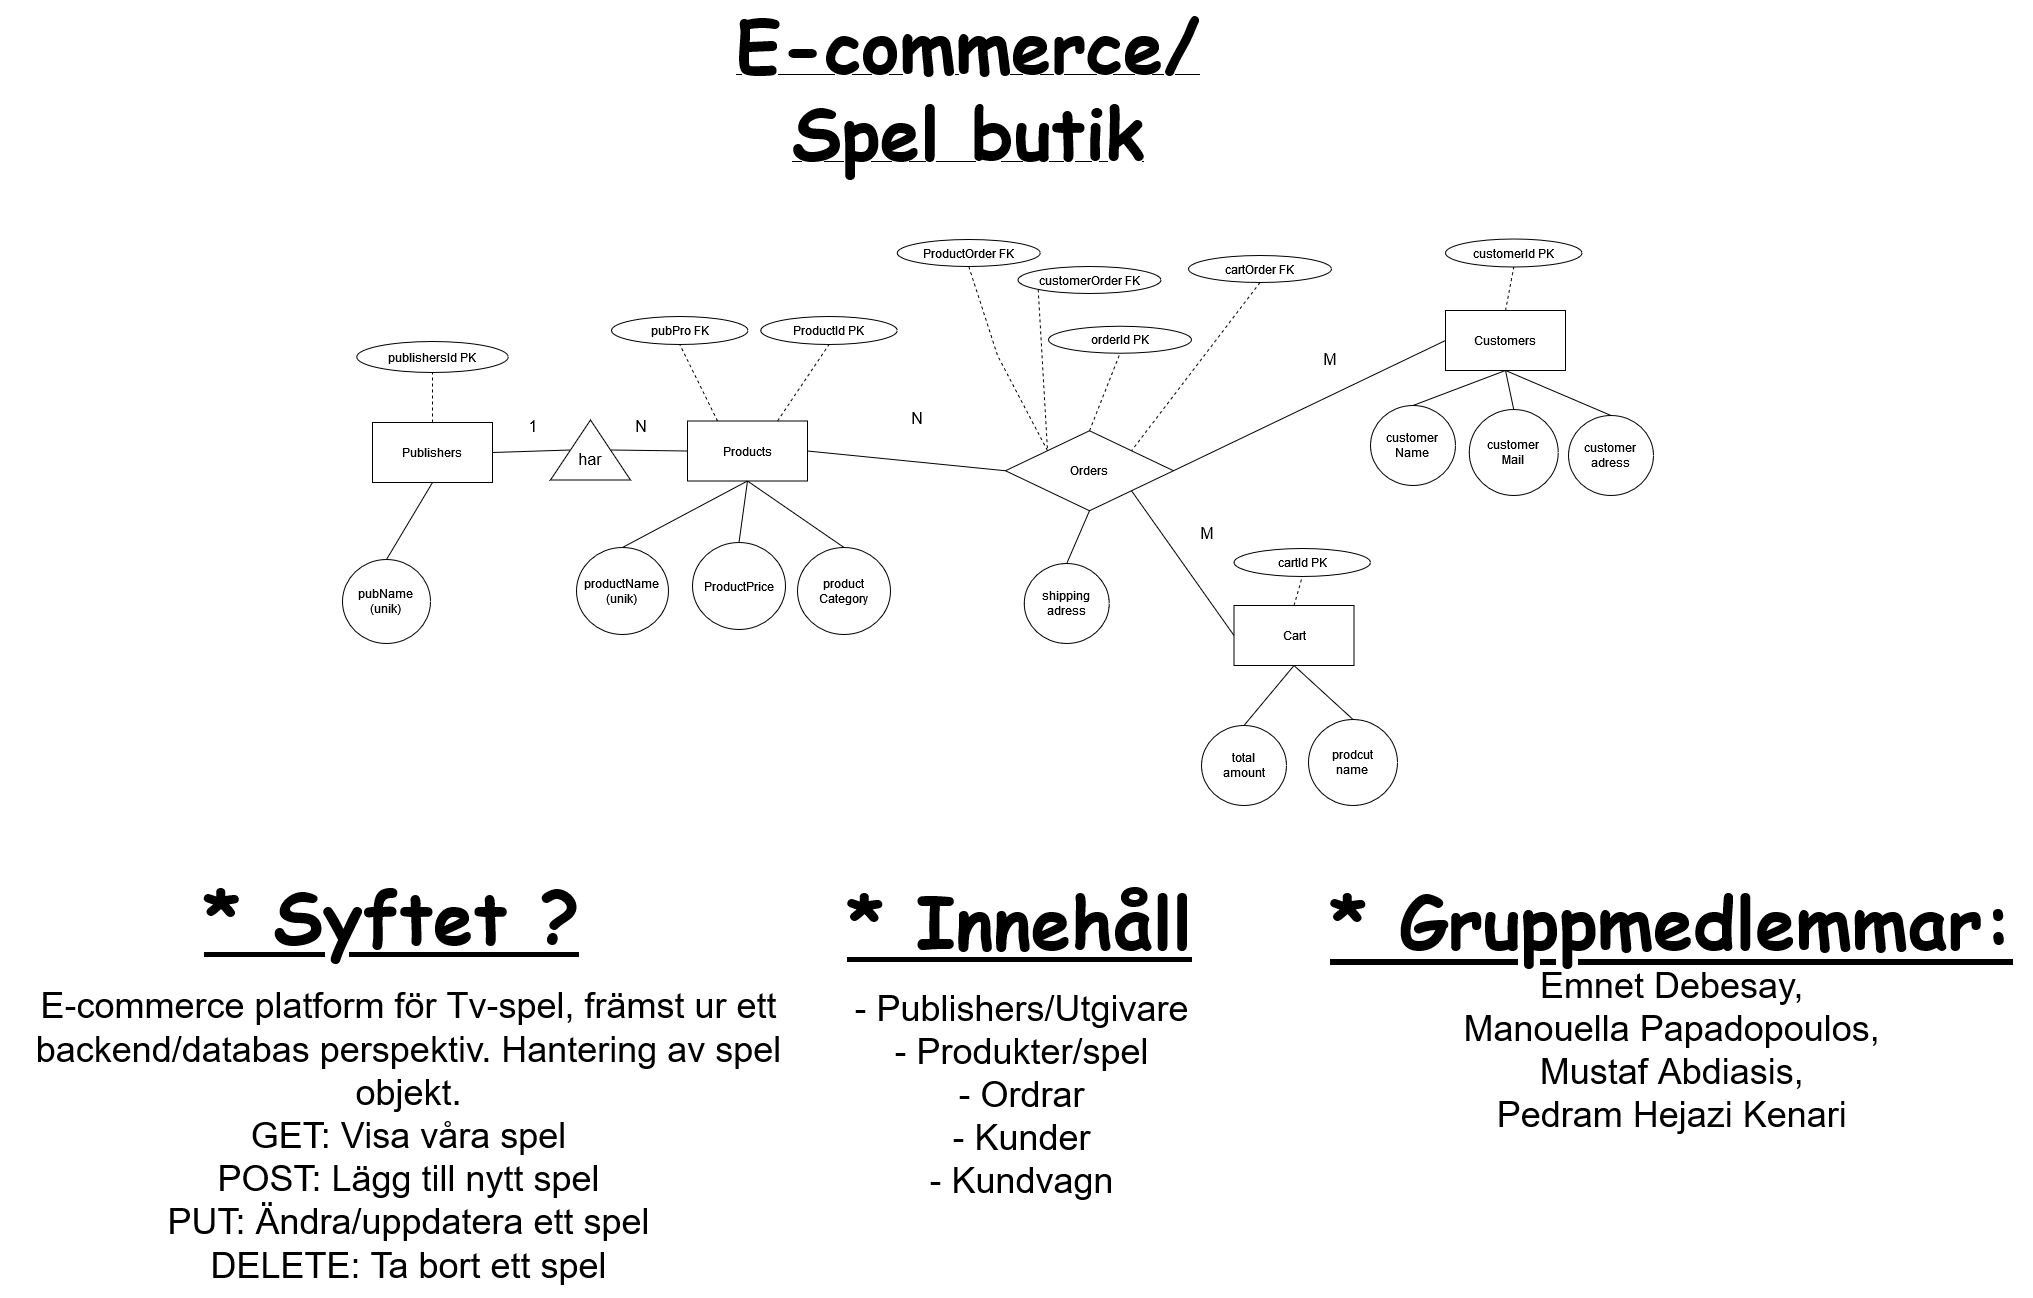 E-commerce/
Spel butik
ProductOrder FK
customerOrder FK
cartOrder FK
customerId PK
pubPro FK
ProductId PK
orderId PK
publishersId PK
Customers
M
N
1
N
Publishers
har
Products
Orders
customer
Name
customer
Mail
customer
adress
M
cartId PK
pubName
(unik)
productName
(unik)
ProductPrice
product
Category
shipping
adress
Cart
total
amount
prodcut
name
* Syftet ?
E-commerce platform för Tv-spel, främst ur ett
backend/databas perspektiv. Hantering av spel
objekt.
GET: Visa våra spel
POST: Lägg till nytt spel
PUT: Ändra/uppdatera ett spel
DELETE: Ta bort ett spel
* Innehåll
- Publishers/Utgivare
- Produkter/spel
- Ordrar
- Kunder
- Kundvagn
* Gruppmedlemmar:
Emnet Debesay,
Manouella Papadopoulos,
Mustaf Abdiasis,
Pedram Hejazi Kenari